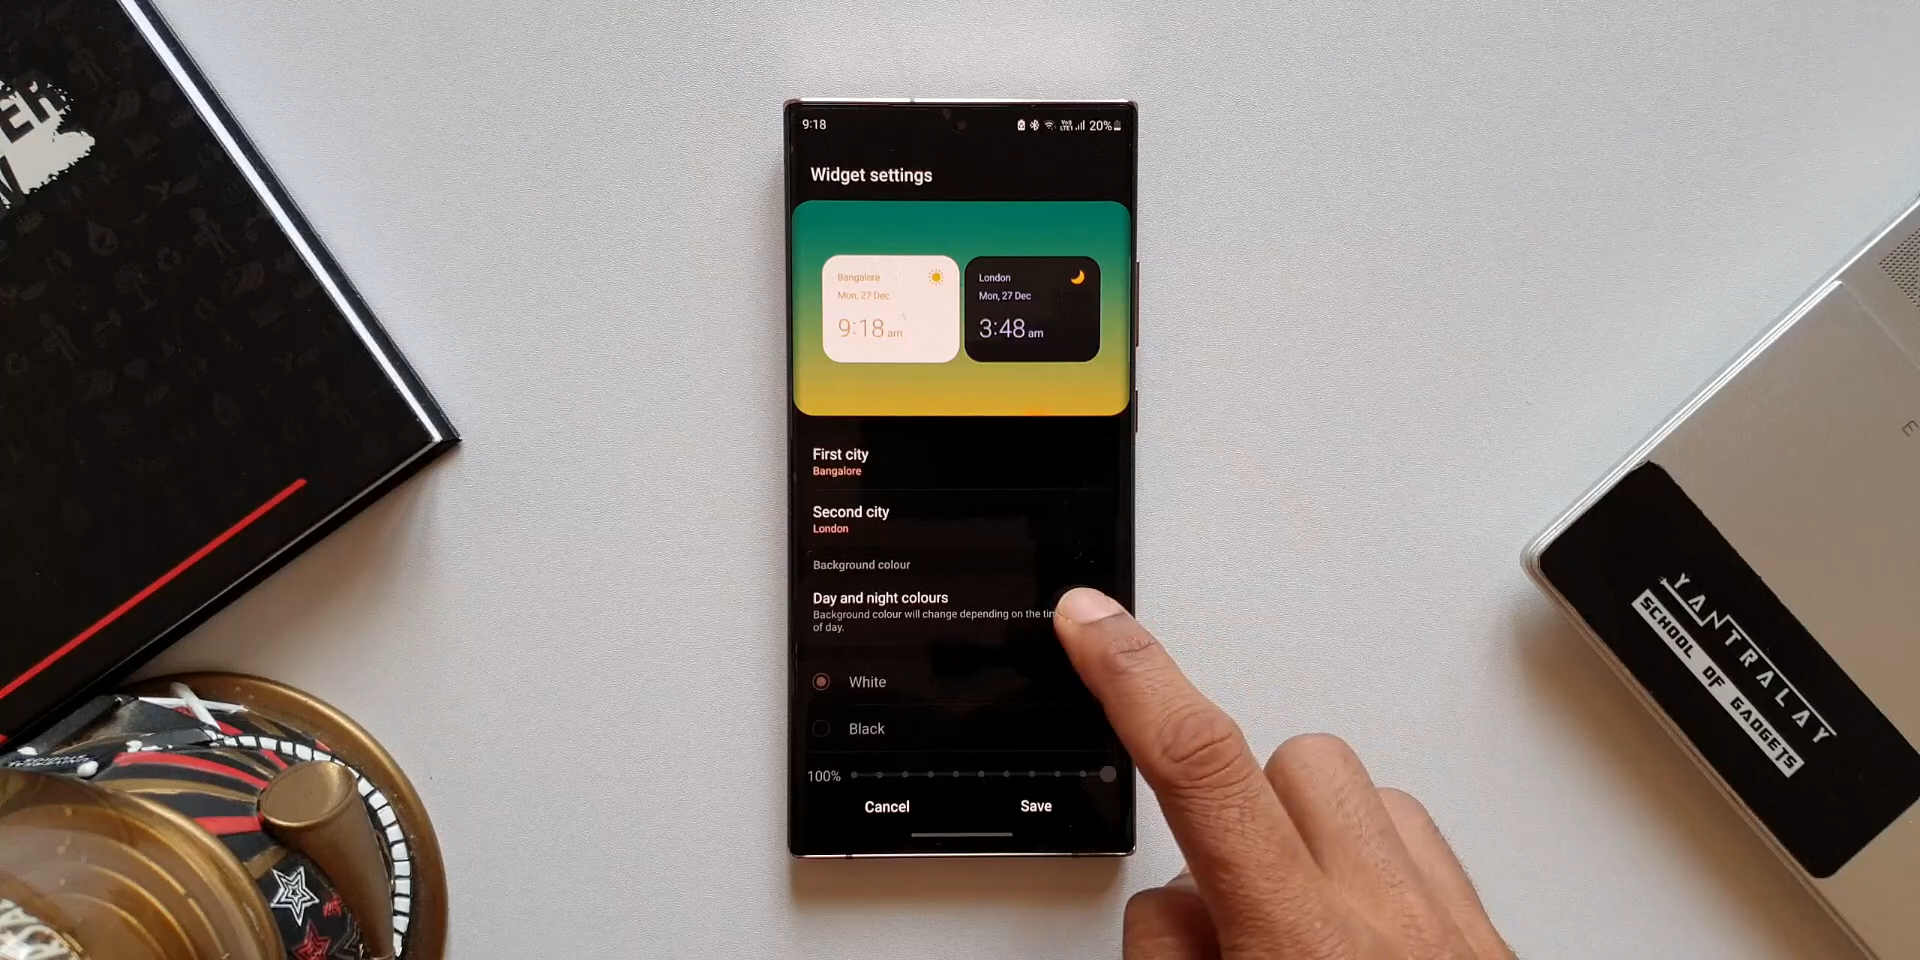 9:18
20%
Widget settings
Bangalore
Mon, 27 Dec
9:18 am
London
Mon, 27 Dec
3:48 am
First city
Bangalore
Second city
London
Background colour
Day and night colours
Background colour will change depending on the
of day.
White
Black
100%
Cancel
Save
YANTRALAY
SCHOOL OF GADGETS